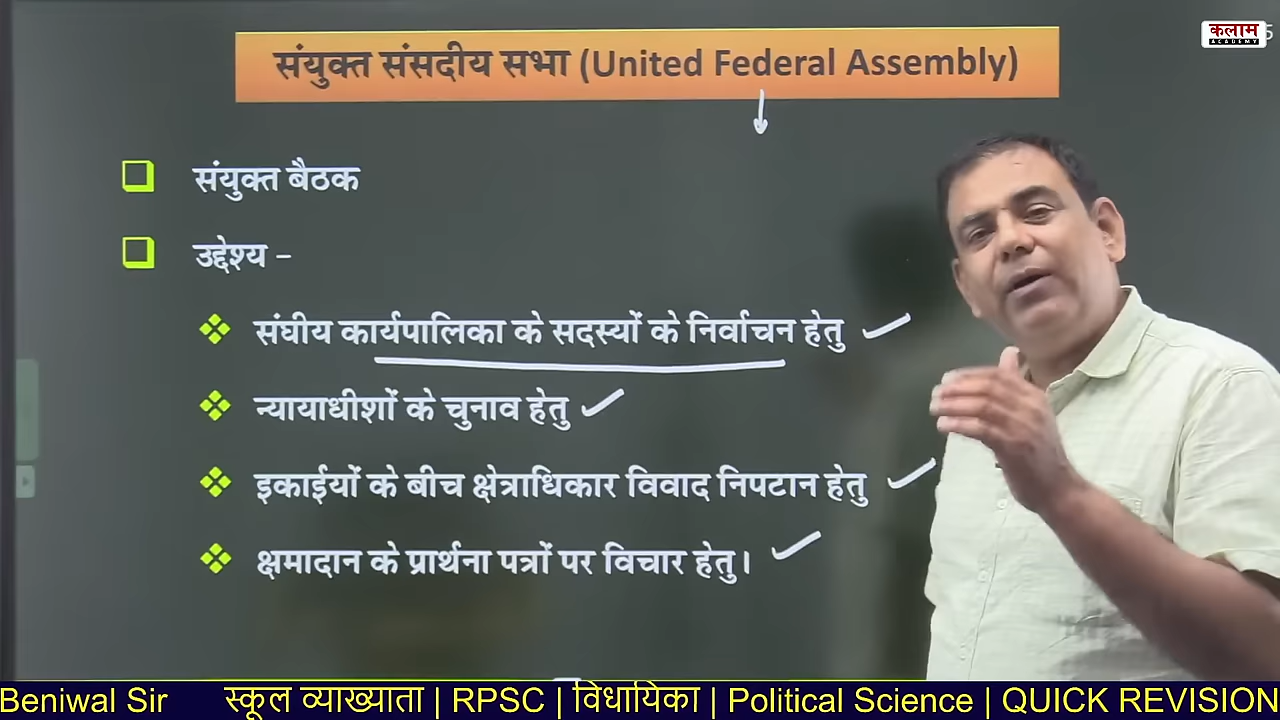 कलाम
ACADEMY
संयुक्त संसदीय सभा (United Federal Assembly)
संयुक्त बैठक
उद्देश्य –
संघीय कार्यपालिका के सदस्यों के निर्वाचन हेतु
न्यायाधीशों के चुनाव हेतु
इकाईयों के बीच क्षेत्राधिकार विवाद निपटान हेतु
क्षमादान के प्रार्थना पत्रों पर विचार हेतु।
Beniwal Sir स्कूल व्याख्याता | RPSC | विधायिका | Political Science | QUICK REVISION